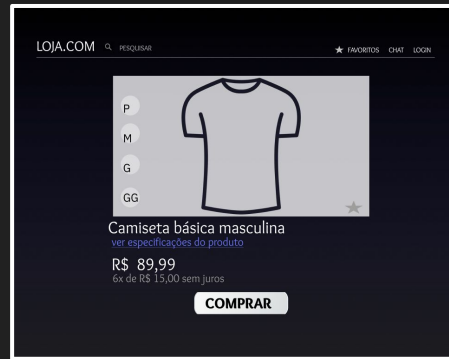 LOJA.COM
PESQUISAR
FAVORITOS CHAT LOGIN
P
M
G
GG
Camiseta básica masculina
ver especificações do produto
R$ 89,99
6x de R$ 15,00 sem juros
COMPRAR